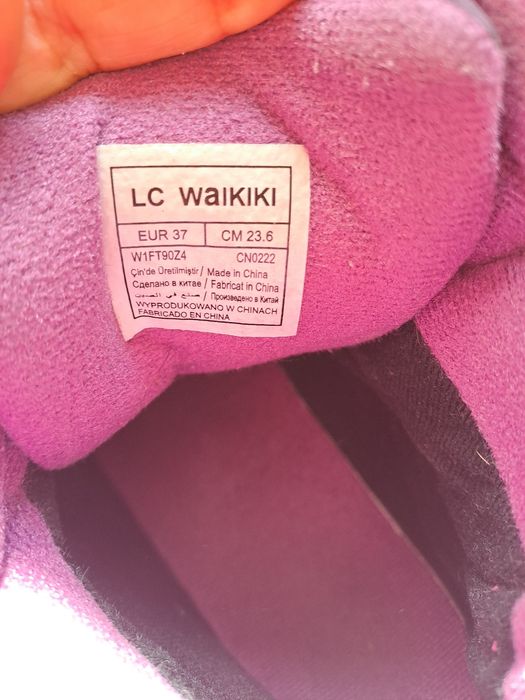 LC WAIKIKI
EUR 37 CM 23.6
W1FT90Z4 CN0222
Çin'de Üretilmiştir / Made in China
Сделано в китае / Fabricat in China
صنع في الصين / Произведено в Китай
WYPRODUKOWANO W CHINACH
FABRICADO EN CHINA